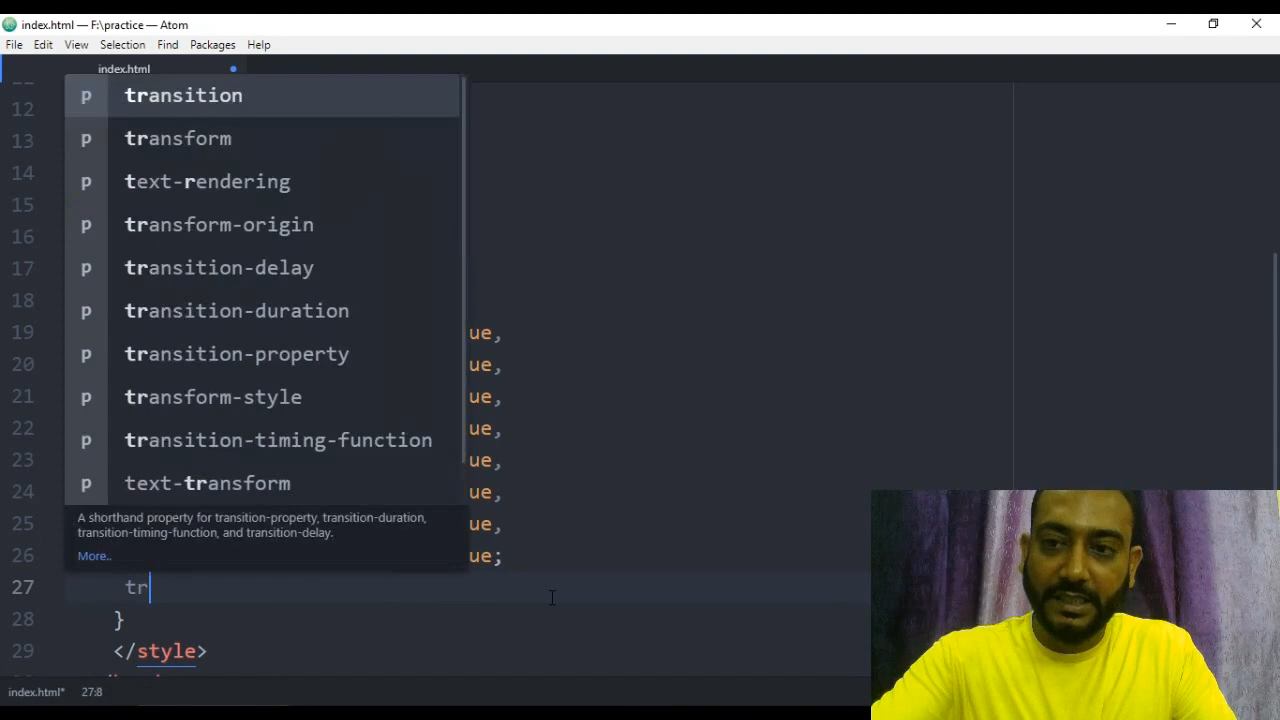 index.html — F:\practice — Atom
File Edit View Selection Find Packages Help
index.html
12
13
14
15
16
17
18
19 ue,
20 ue,
21 ue,
22 ue,
23 ue,
24 ue,
25 ue,
26 ue;
p transition
p transform
p text-rendering
p transform-origin
p transition-delay
p transition-duration
p transition-property
p transform-style
p transition-timing-function
p text-transform
A shorthand property for transition-property, transition-duration,
transition-timing-function, and transition-delay.
More..
27 tr
28 }
29 </style>
index.html* 27:8